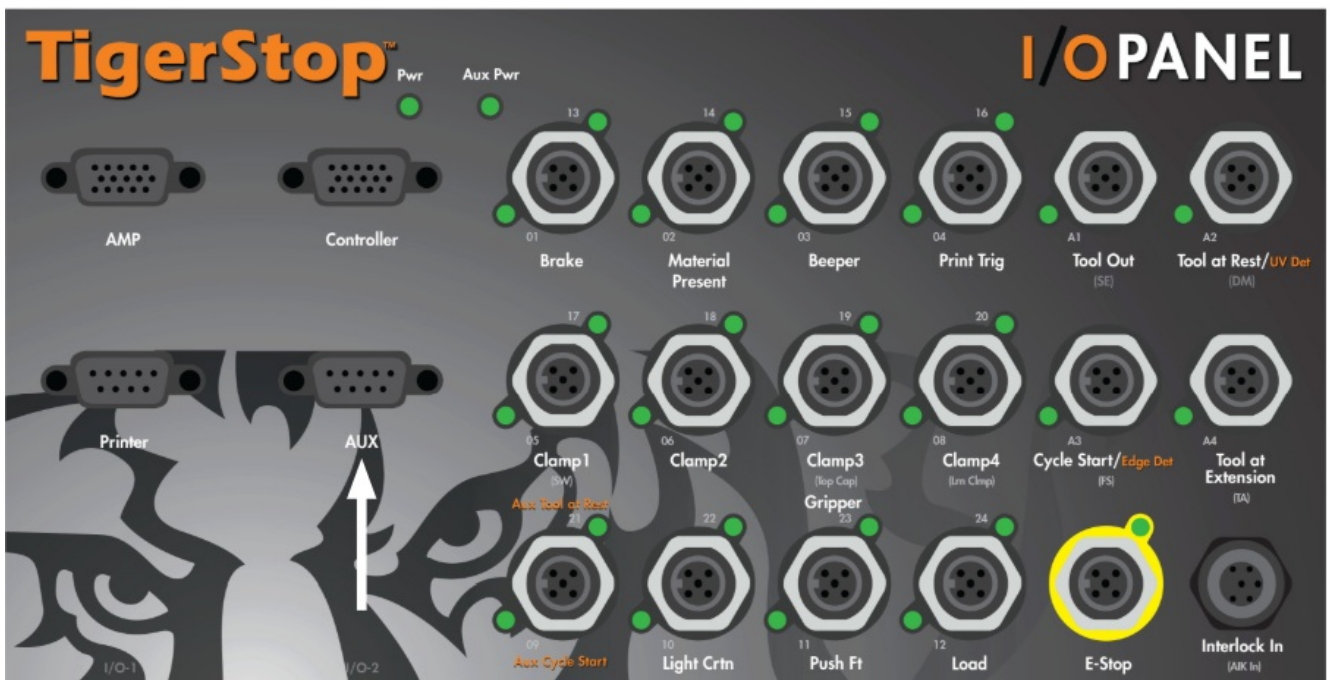 TigerStop™
I/O PANEL
Pwr
Aux Pwr
13
14
15
16
AMP
Controller
01
02
03
04
A1
A2
Brake
Material
Present
Beeper
Print Trig
Tool Out
(SE)
Tool at Rest/UV Det
(DM)
17
18
19
20
Printer
AUX
05
06
07
08
A3
A4
Clamp1
(SW)
Aux Tool at Rest
Clamp2
Clamp3
(Top Cap)
Gripper
Clamp4
(Lm Clmp)
Cycle Start/Edge Det
(FS)
Tool at
Extension
(TA)
21
22
23
24
09
10
11
12
I/O-1
I/O-2
Aux Cycle Start
Light Crtn
Push Ft
Load
E-Stop
Interlock In
(AIK In)